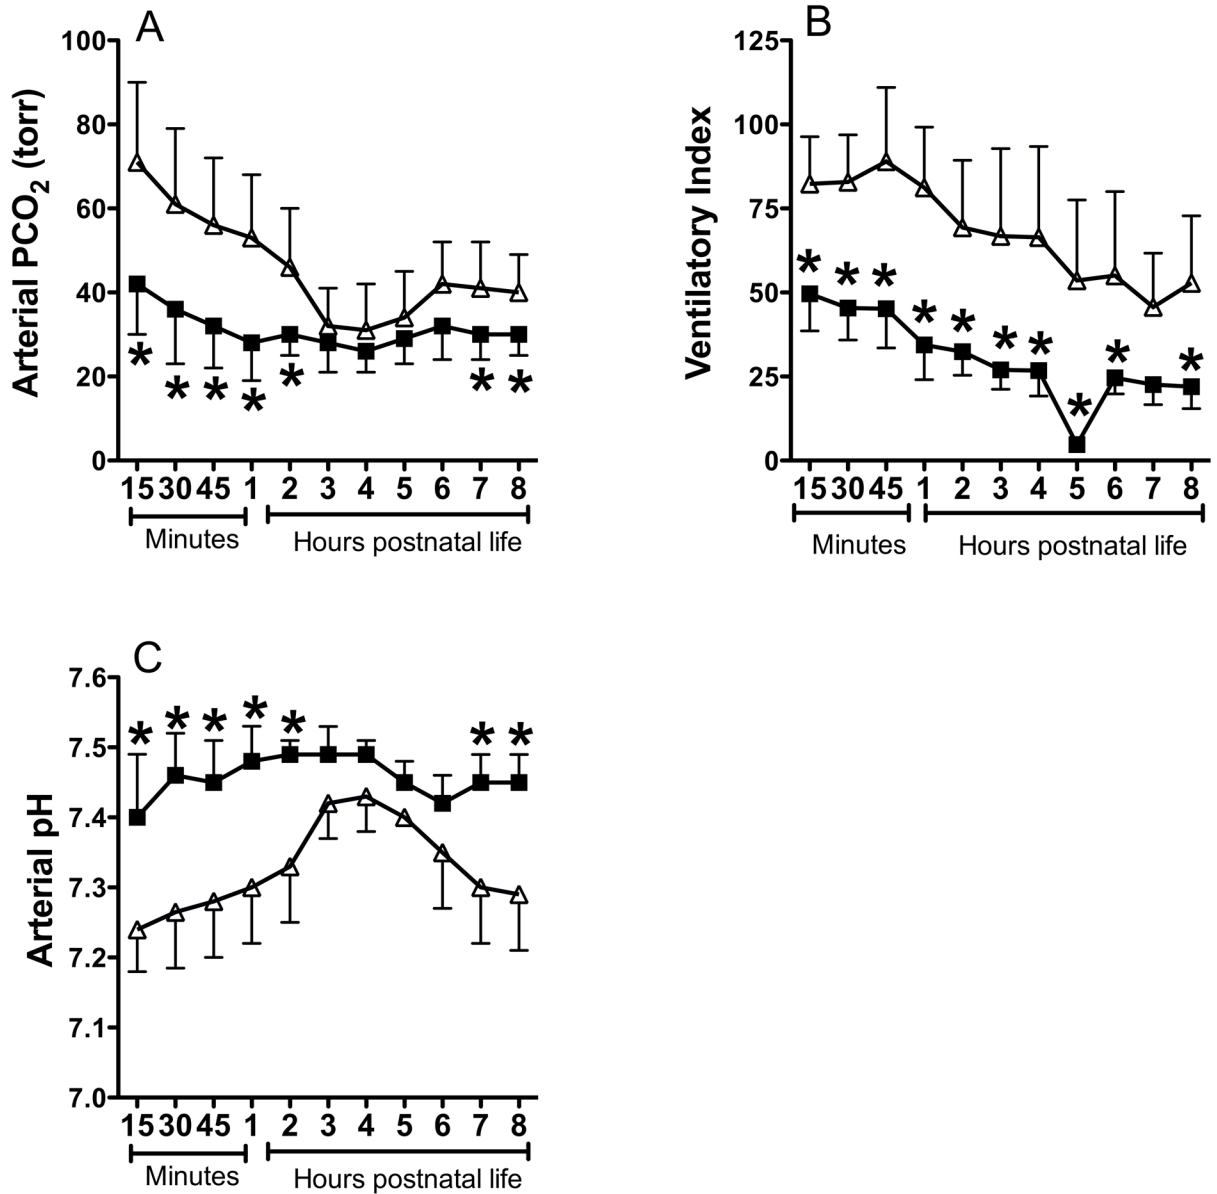 A
Arterial PCO2 (torr)
100
80
60
40
20
0
15 30 45 1 2 3 4 5 6 7 8
Minutes
Hours postnatal life
* * * * * * *
B
Ventilatory Index
125
100
75
50
25
0
15 30 45 1 2 3 4 5 6 7 8
Minutes
Hours postnatal life
* * * * * * * * * *
C
Arterial pH
7.6
7.5
7.4
7.3
7.2
7.1
7.0
15 30 45 1 2 3 4 5 6 7 8
Minutes
Hours postnatal life
* * * * * * *